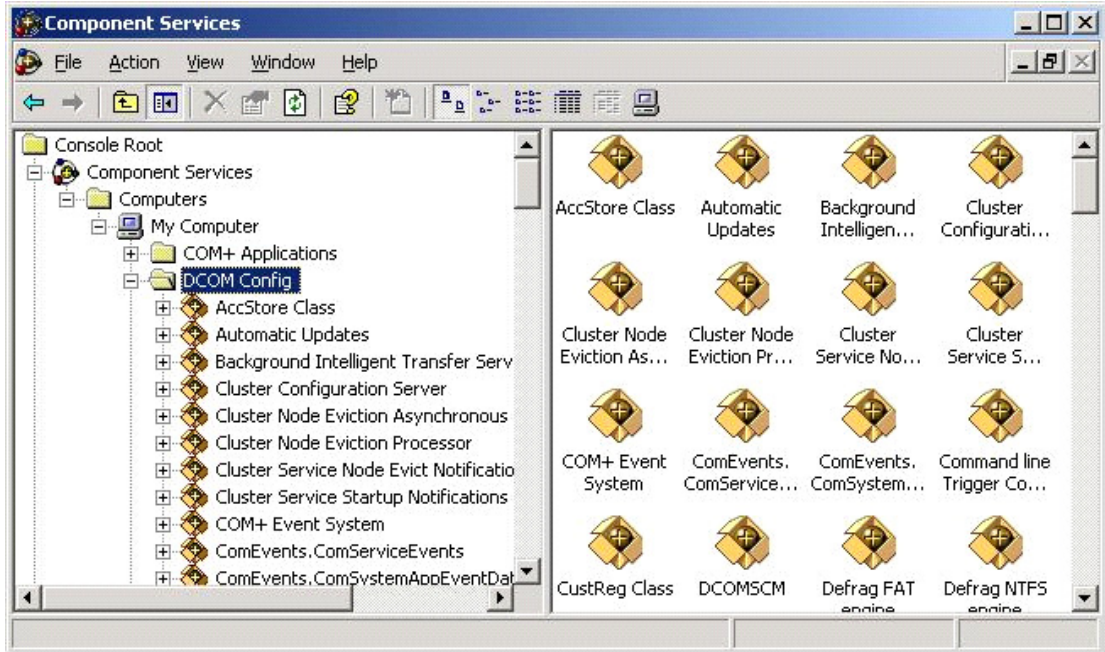 Component Services
File Action View Window Help
Console Root
Component Services
Computers
My Computer
COM+ Applications
DCOM Config
AccStore Class
Automatic Updates
Background Intelligent Transfer Serv
Cluster Configuration Server
Cluster Node Eviction Asynchronous
Cluster Node Eviction Processor
Cluster Service Node Evict Notificatio
Cluster Service Startup Notifications
COM+ Event System
ComEvents.ComServiceEvents
ComEvents.ComSystemAppEventDat
AccStore Class Automatic Background Cluster
Updates Intelligen... Configurati...
Cluster Node Cluster Node Cluster Cluster
Eviction As... Eviction Pr... Service No... Service S...
COM+ Event ComEvents. ComEvents. Command line
System ComService... ComSystem... Trigger Co...
CustReg Class DCOMSCM Defrag FAT Defrag NTFS
engine engine